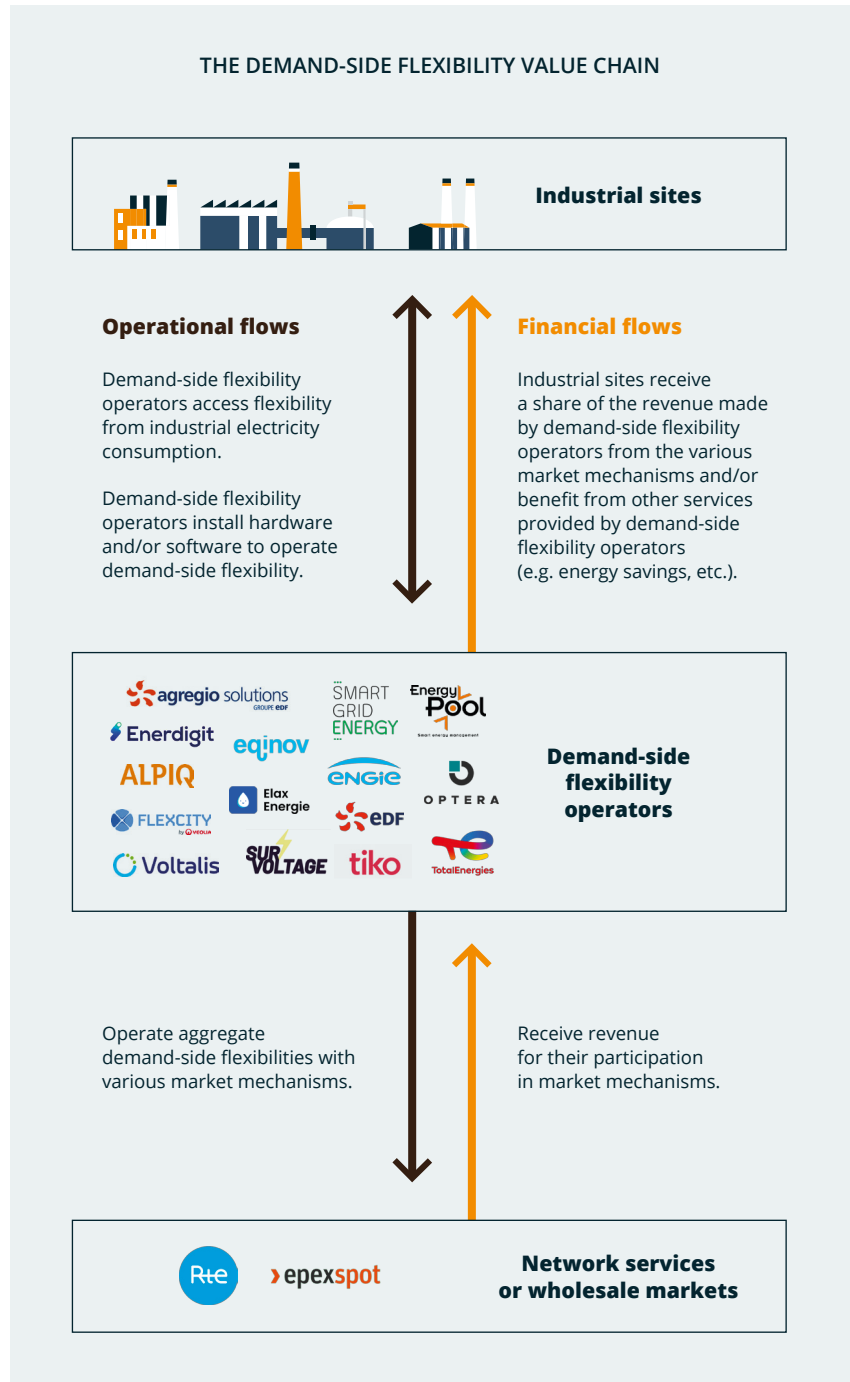 THE DEMAND-SIDE FLEXIBILITY VALUE CHAIN
Industrial sites
Operational flows
Demand-side flexibility
operators access flexibility
from industrial electricity
consumption.
Demand-side flexibility
operators install hardware
and/or software to operate
demand-side flexibility.
Financial flows
Industrial sites receive
a share of the revenue made
by demand-side flexibility
operators from the various
market mechanisms and/or
benefit from other services
provided by demand-side
flexibility operators
(e.g. energy savings, etc.).
agregio solutions
GROUPE EDF
SMART
GRID
ENERGY
Energy
Pool
Smart energy management
Enerdigit
eqinov
ALPIQ
ENGIE
OPTERA
Elax
Energie
FLEXCITY
by VEOLIA
eDF
Voltalis
SUR
VOLTAGE
tiko
TotalEnergies
Demand-side
flexibility
operators
Operate aggregate
demand-side flexibilities with
various market mechanisms.
Receive revenue
for their participation
in market mechanisms.
Rte
epexspot
Network services
or wholesale markets